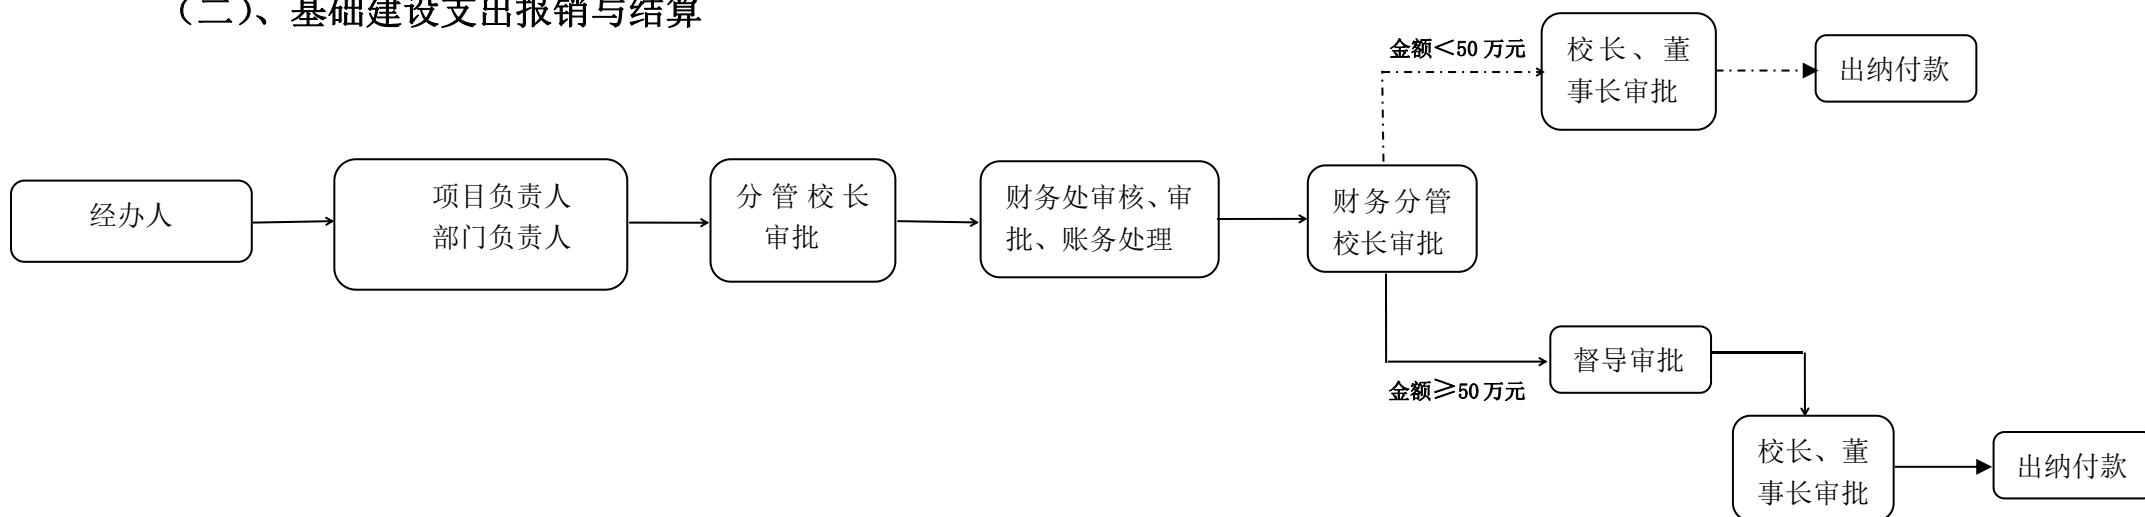 （二）、基础建设支出报销与结算
金额＜50 万元
校长、董
事长审批
出纳付款
经办人
项目负责人
部门负责人
分管校长
审批
财务处审核、审
批、账务处理
财务分管
校长审批
金额≥50 万元
督导审批
校长、董
事长审批
出纳付款